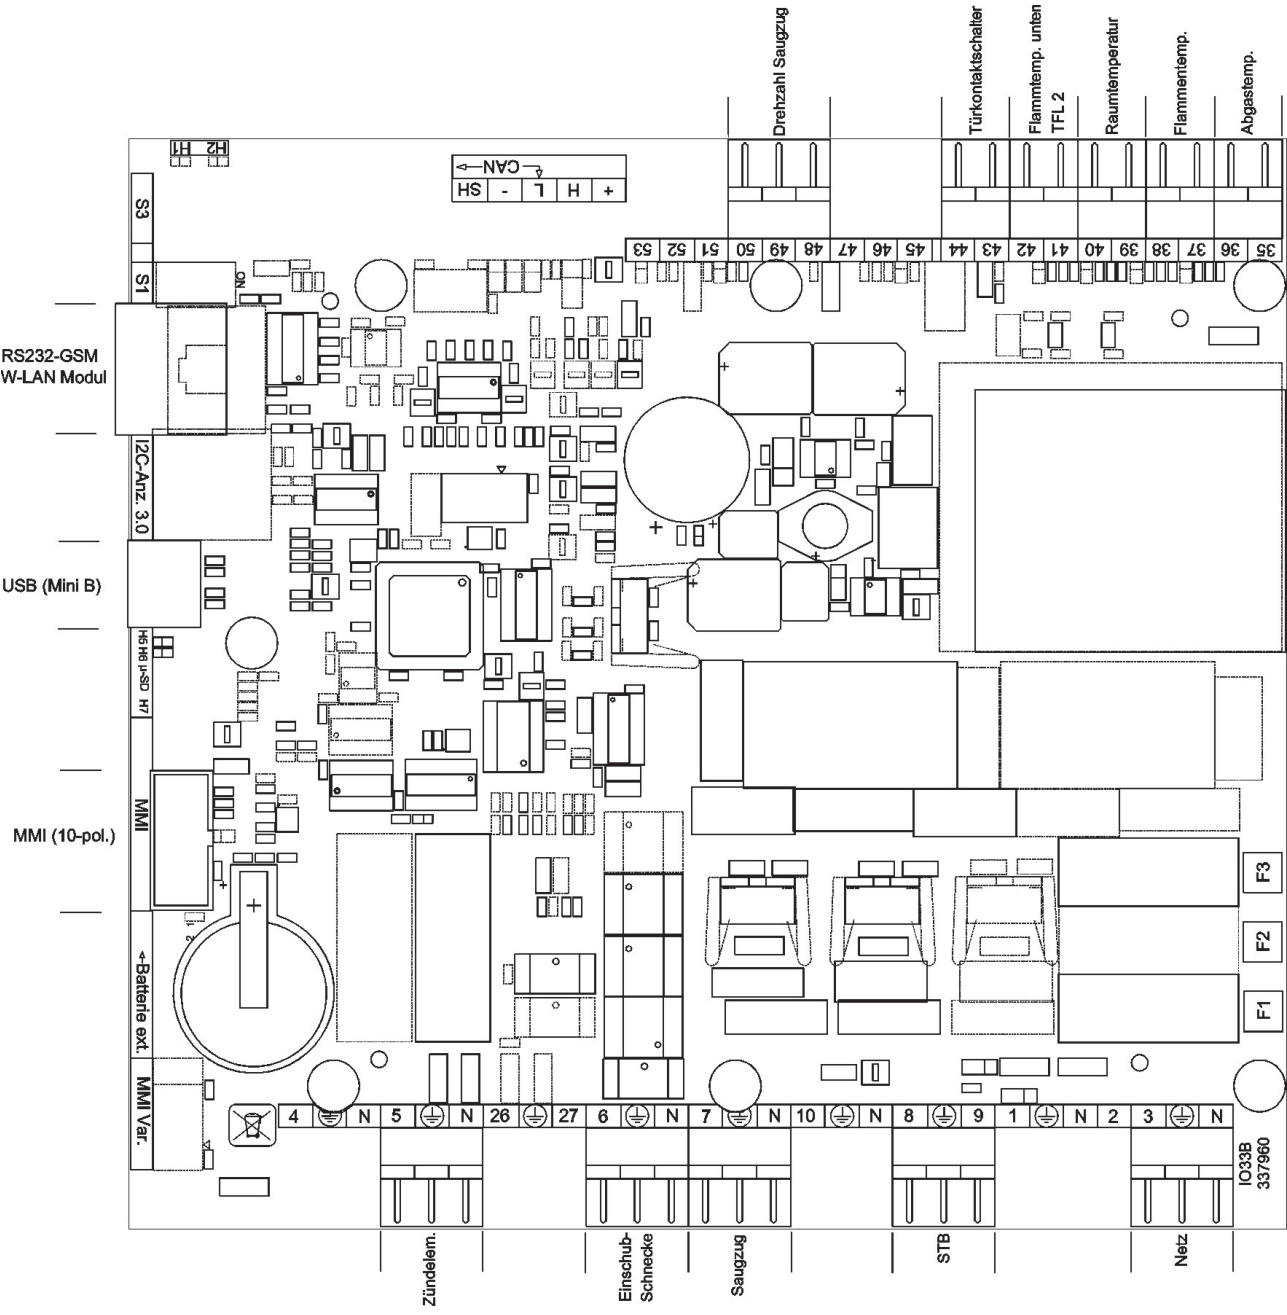 Drehzahl Saugzug
Türkontaktschalter
Flammtemp. unten
TFL 2
Raumtemperatur
Flammentemp.
Abgastemp.
H1 H2
CAN
SH - L H +
53 52 51 50 49 48 47 46 45 44 43 42 41 40 39 38 37 36 35
S3
S1
ON
RS232-GSM
W-LAN Modul
I2C-Anz. 3.0
USB (Mini B)
H5 H6 µ-SD H7
MMI
MMI (10-pol.)
+
+
+
+
+
+
+
+
+
1
2
<-Batterie ext.
MMI Var.
F3
F2
F1
4 N 5 N 26 27 6 N 7 N 10 N 8 9 1 N 2 3 N
IO33B
337960
Zündelem.
Einschub-
Schnecke
Saugzug
STB
Netz